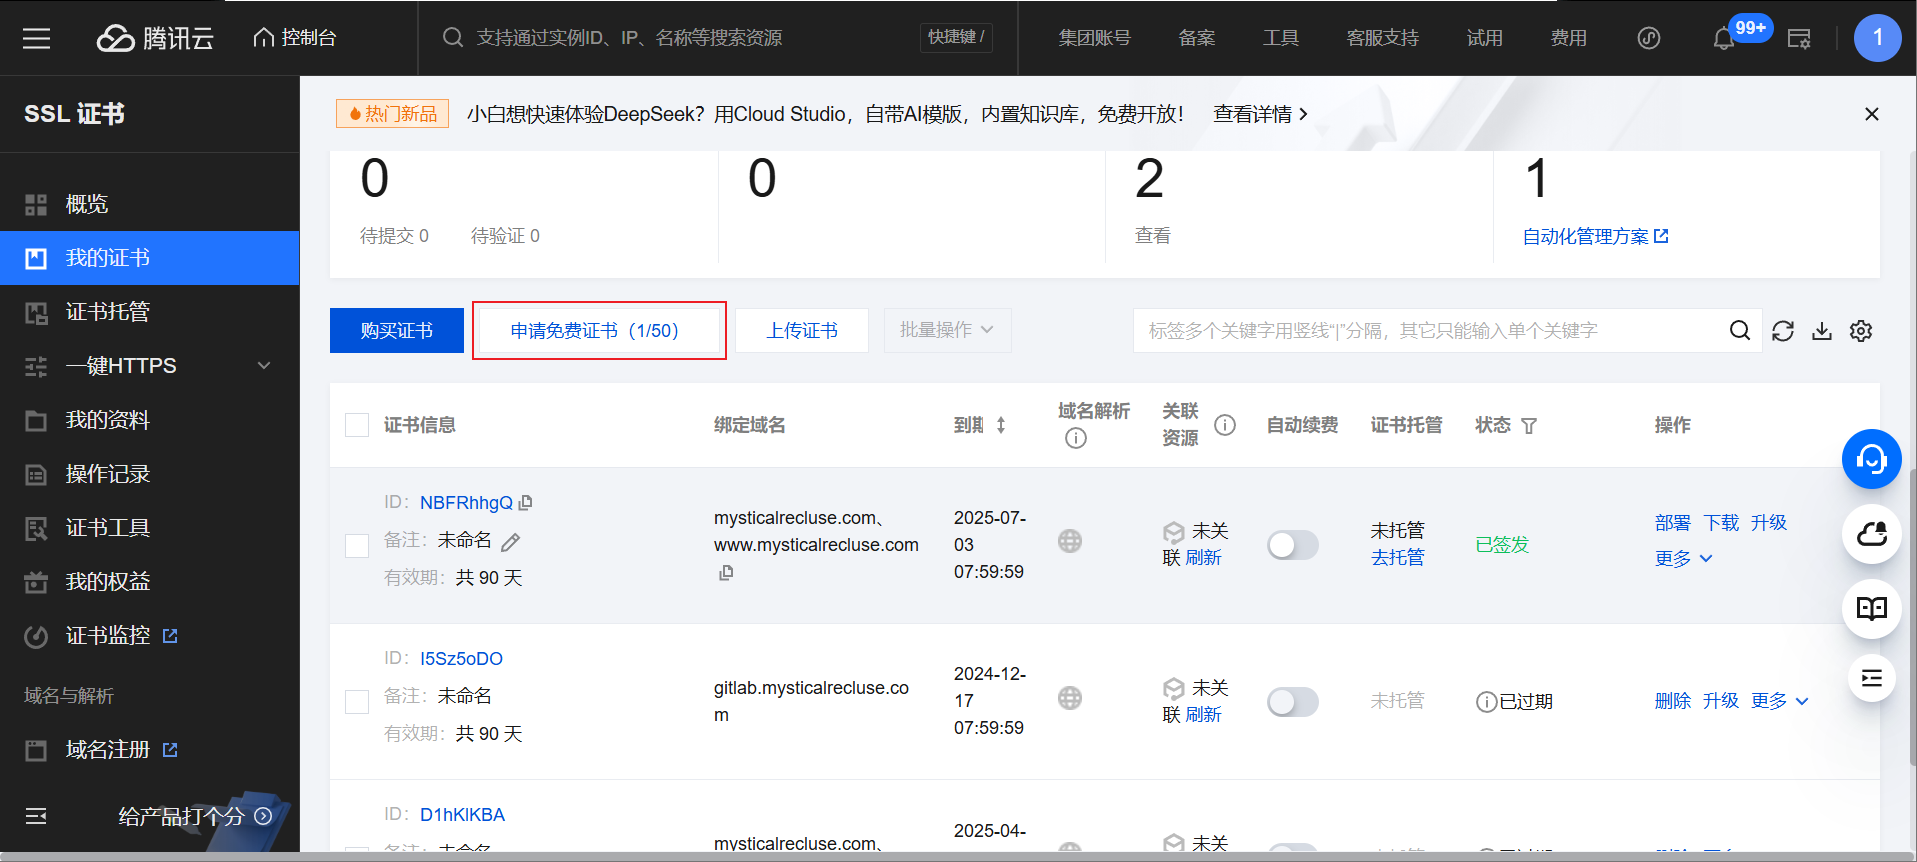 腾讯云
控制台
支持通过实例ID、IP、名称等搜索资源
快捷键 /
集团账号
备案
工具
客服支持
试用
费用
99+
1
SSL 证书
概览
我的证书
证书托管
一键HTTPS
我的资料
操作记录
证书工具
我的权益
证书监控
域名与解析
域名注册
给产品打个分
热门新品
小白想快速体验DeepSeek？用Cloud Studio，自带AI模版，内置知识库，免费开放！
查看详情
0
待提交 0
待验证 0
0
2
查看
1
自动化管理方案
购买证书
申请免费证书（1/50）
上传证书
批量操作
标签多个关键字用竖线“|”分隔，其它只能输入单个关键字
证书信息
绑定域名
到期
域名解析
关联
资源
自动续费
证书托管
状态
操作
ID：NBFRhhgQ
备注：未命名
有效期：共 90 天
mysticalrecluse.com、
www.mysticalrecluse.com
2025-07-
03
07:59:59
未关
联 刷新
未托管
去托管
已签发
部署 下载 升级
更多
ID：I5Sz5oDO
备注：未命名
有效期：共 90 天
gitlab.mysticalrecluse.co
m
2024-12-
17
07:59:59
未关
联 刷新
未托管
已过期
删除 升级 更多
ID：D1hKlKBA
备注：未命名
mysticalrecluse.com、
2025-04-
未关